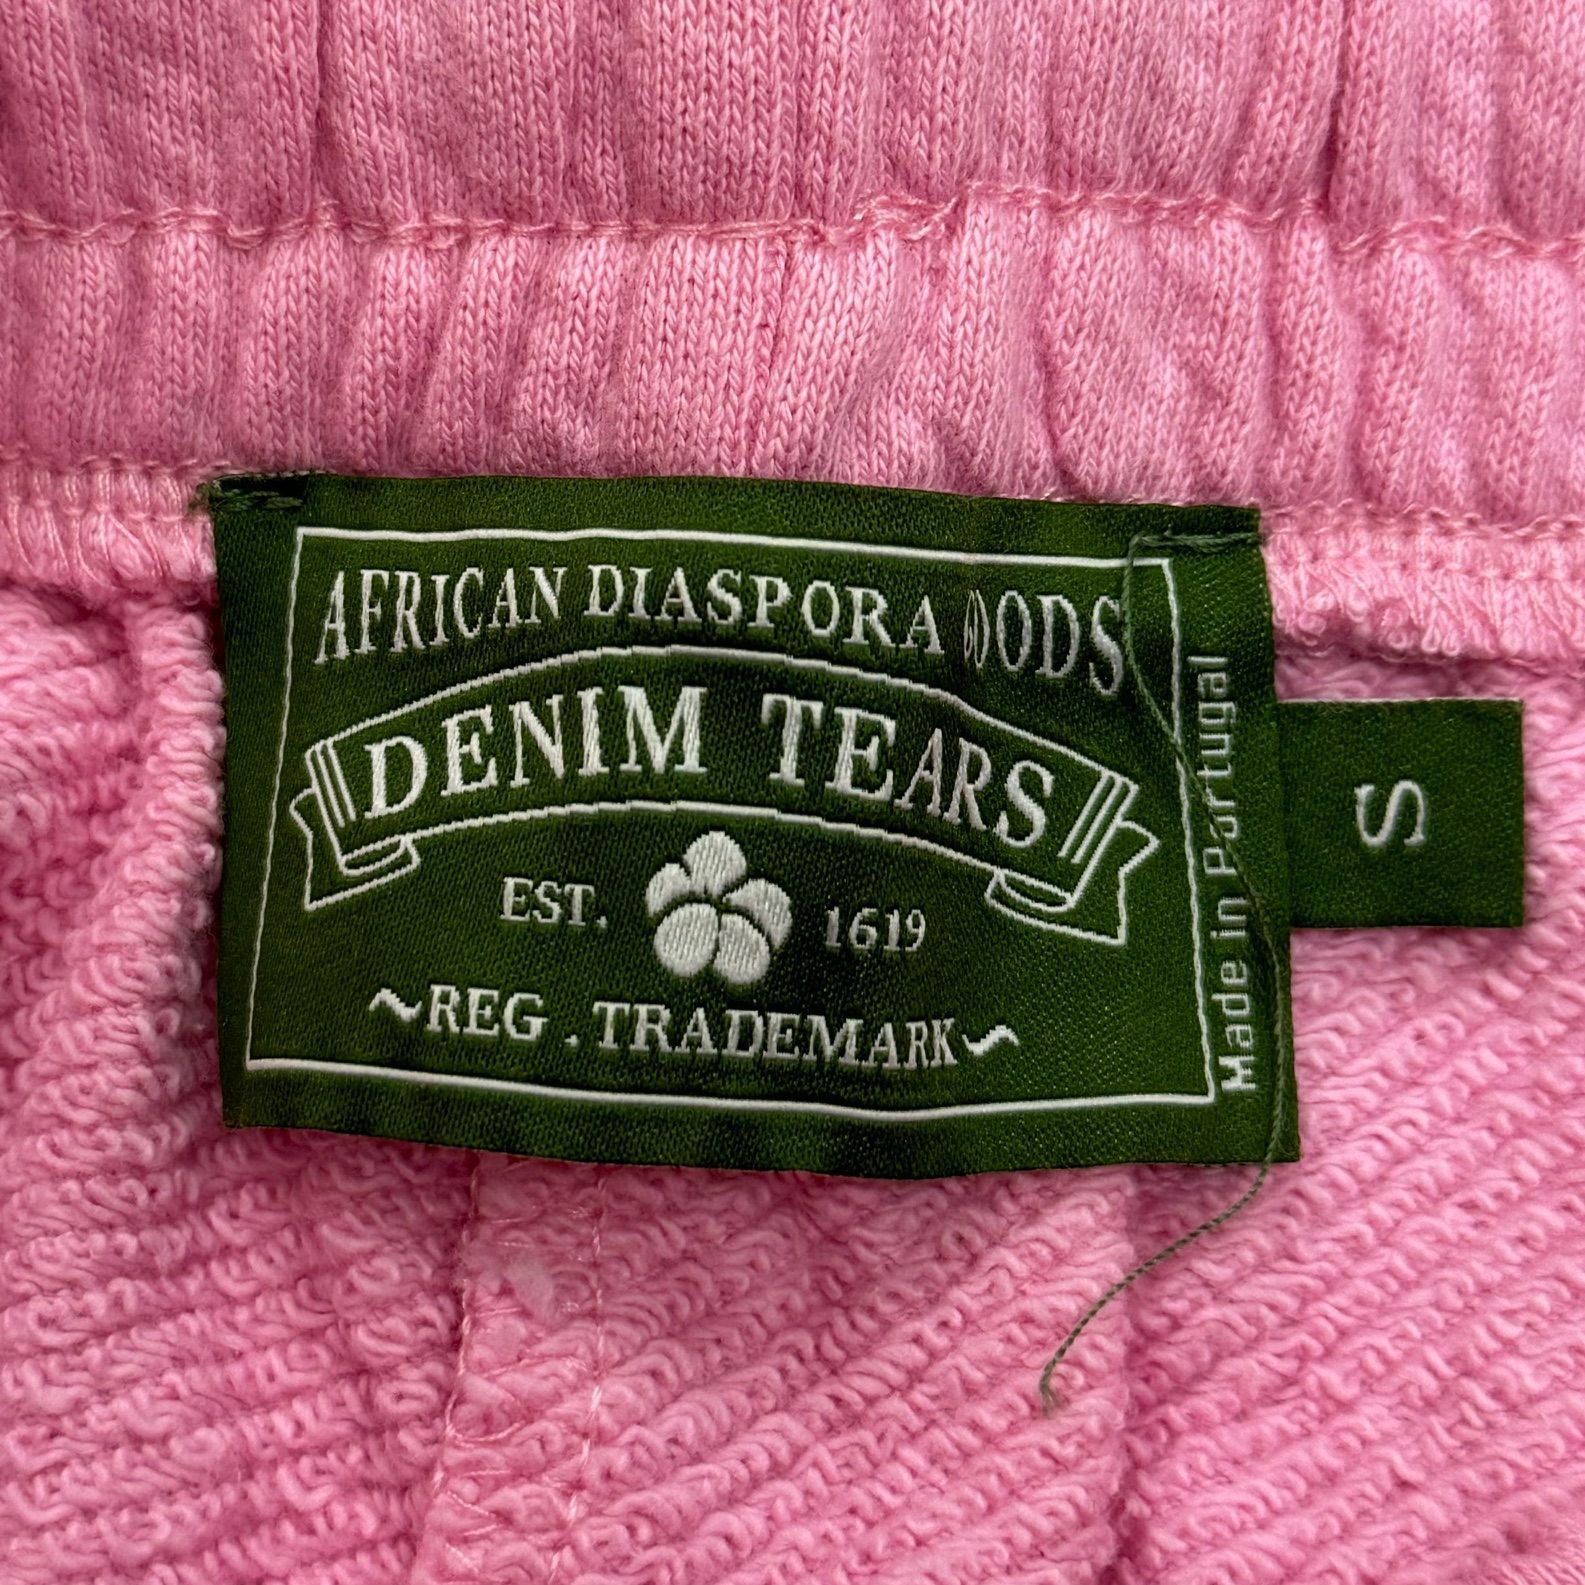 AFRICAN DIASPORA GOODS
DENIM TEARS
EST. 1619
~REG . TRADEMARK~
Made in Portugal
S